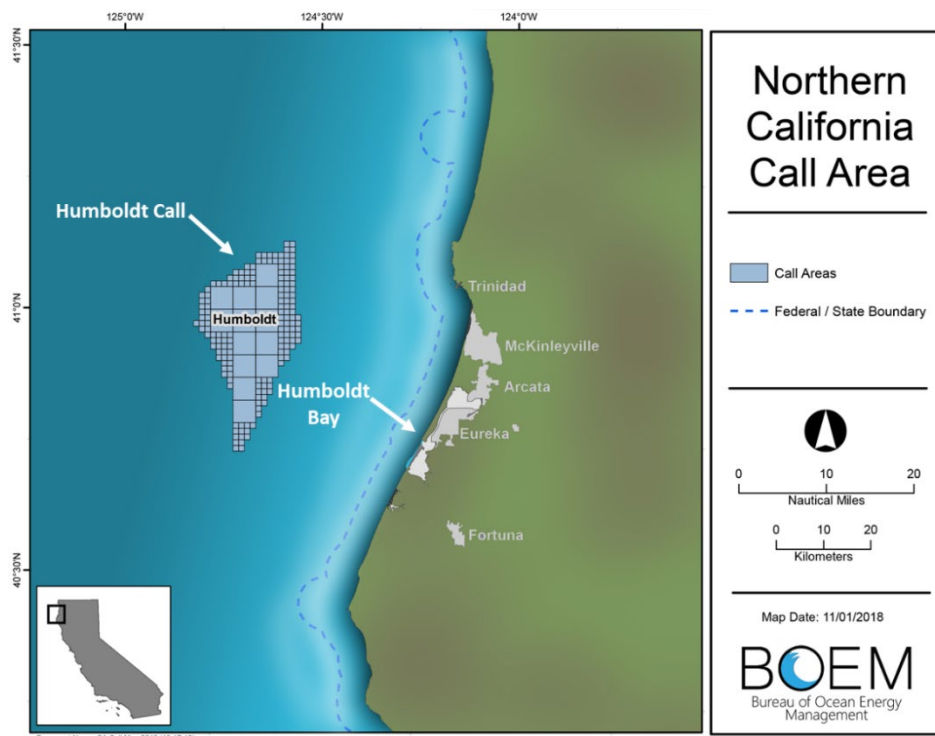 125°0'W
124°30'W
124°0'W
41°30'N
41°0'N
40°30'N
Humboldt Call
Humboldt
Humboldt
Bay
Trinidad
McKinleyville
Arcata
Eureka
Fortuna
Northern
California
Call Area
Call Areas
Federal / State Boundary
0
10
20
Nautical Miles
0
10
20
Kilometers
Map Date: 11/01/2018
BOEM
Bureau of Ocean Energy
Management